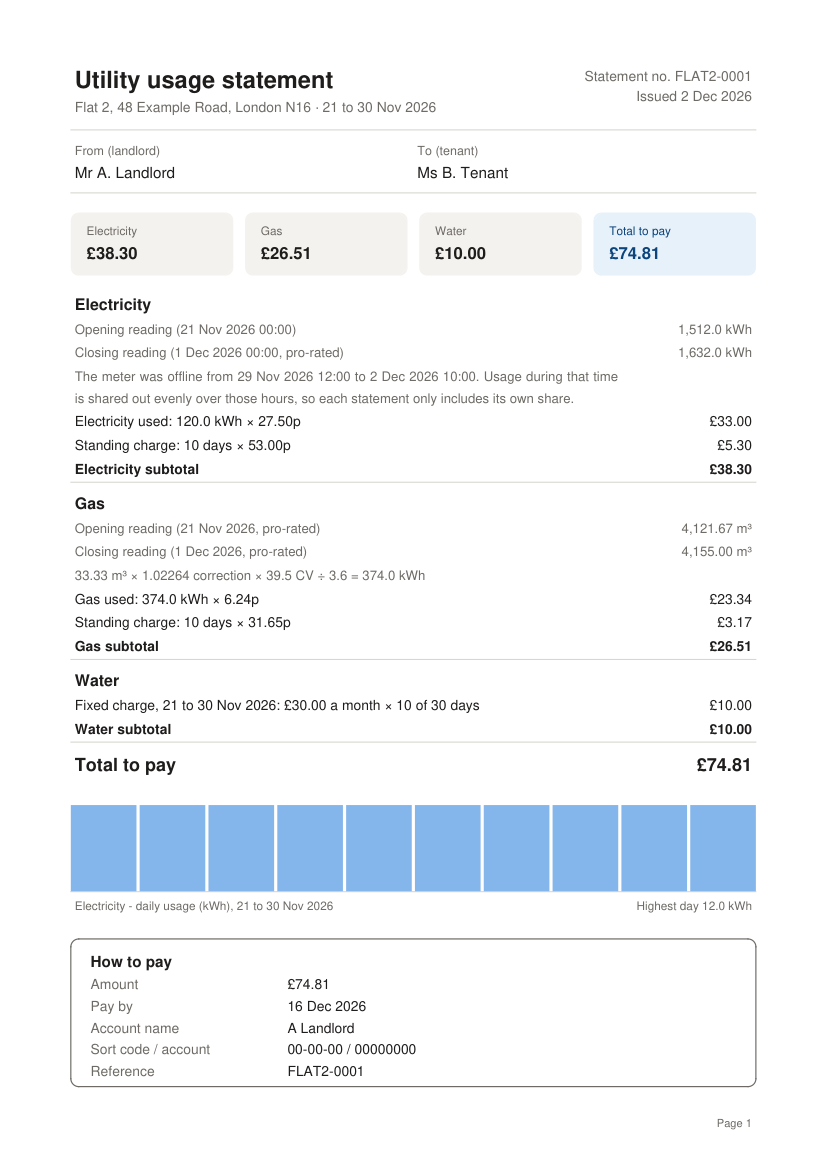 Utility usage statement
Statement no. FLAT2-0001
Flat 2, 48 Example Road, London N16 · 21 to 30 Nov 2026
Issued 2 Dec 2026
From (landlord)
To (tenant)
Mr A. Landlord
Ms B. Tenant
Electricity
Gas
Water
Total to pay
£38.30
£26.51
£10.00
£74.81
Electricity
Opening reading (21 Nov 2026 00:00) 1,512.0 kWh
Closing reading (1 Dec 2026 00:00, pro-rated) 1,632.0 kWh
The meter was offline from 29 Nov 2026 12:00 to 2 Dec 2026 10:00. Usage during that time
is shared out evenly over those hours, so each statement only includes its own share.
Electricity used: 120.0 kWh × 27.50p £33.00
Standing charge: 10 days × 53.00p £5.30
Electricity subtotal £38.30
Gas
Opening reading (21 Nov 2026, pro-rated) 4,121.67 m³
Closing reading (1 Dec 2026, pro-rated) 4,155.00 m³
33.33 m³ × 1.02264 correction × 39.5 CV ÷ 3.6 = 374.0 kWh
Gas used: 374.0 kWh × 6.24p £23.34
Standing charge: 10 days × 31.65p £3.17
Gas subtotal £26.51
Water
Fixed charge, 21 to 30 Nov 2026: £30.00 a month × 10 of 30 days £10.00
Water subtotal £10.00
Total to pay £74.81
Electricity - daily usage (kWh), 21 to 30 Nov 2026 Highest day 12.0 kWh
How to pay
Amount £74.81
Pay by 16 Dec 2026
Account name A Landlord
Sort code / account 00-00-00 / 00000000
Reference FLAT2-0001
Page 1